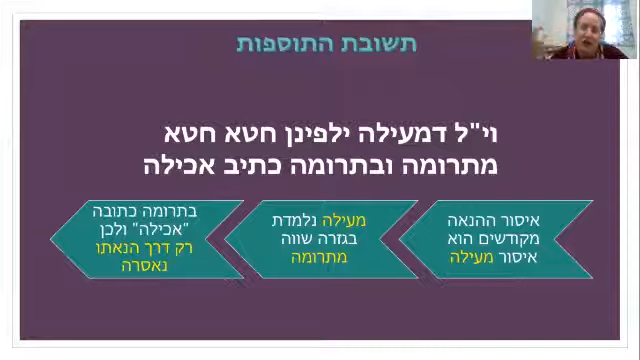 תשובת התוספות
וי"ל דמעילה ילפינן חטא חטא
מתרומה ובתרומה כתיב אכילה
איסור ההנאה
מקודשים הוא
איסור מעילה
מעילה נלמדת
בגזרה שווה
מתרומה
בתרומה כתובה
"אכילה" ולכן
רק דרך הנאתו
נאסרה